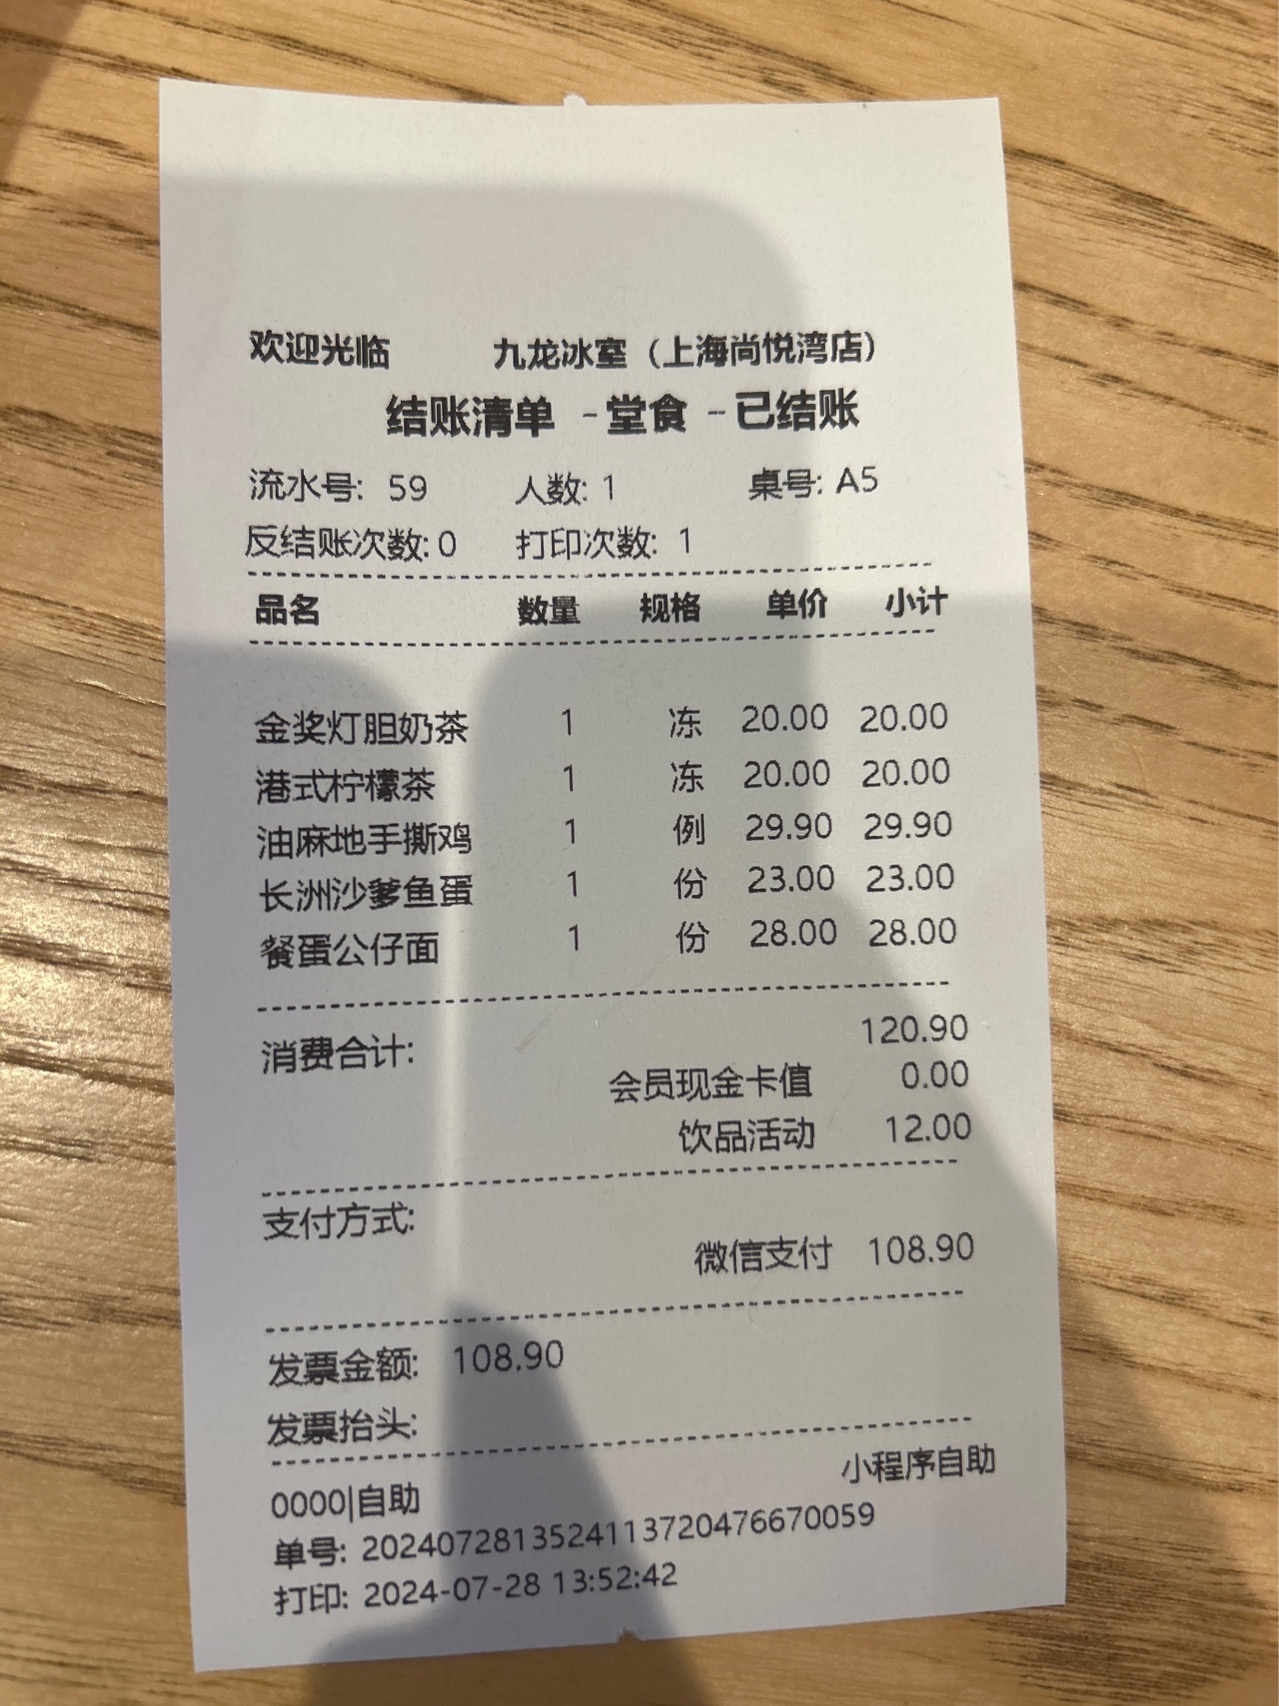 欢迎光临 九龙冰室（上海尚悦湾店）
结账清单 -堂食 -已结账
流水号: 59 人数: 1 桌号: A5
反结账次数: 0 打印次数: 1
品名 数量 规格 单价 小计
金奖灯胆奶茶 1 冻 20.00 20.00
港式柠檬茶 1 冻 20.00 20.00
油麻地手撕鸡 1 例 29.90 29.90
长洲沙爹鱼蛋 1 份 23.00 23.00
餐蛋公仔面 1 份 28.00 28.00
消费合计: 120.90
会员现金卡值 0.00
饮品活动 12.00
支付方式:
微信支付 108.90
发票金额: 108.90
发票抬头:
0000|自助 小程序自助
单号: 2024072813524113720476670059
打印: 2024-07-28 13:52:42